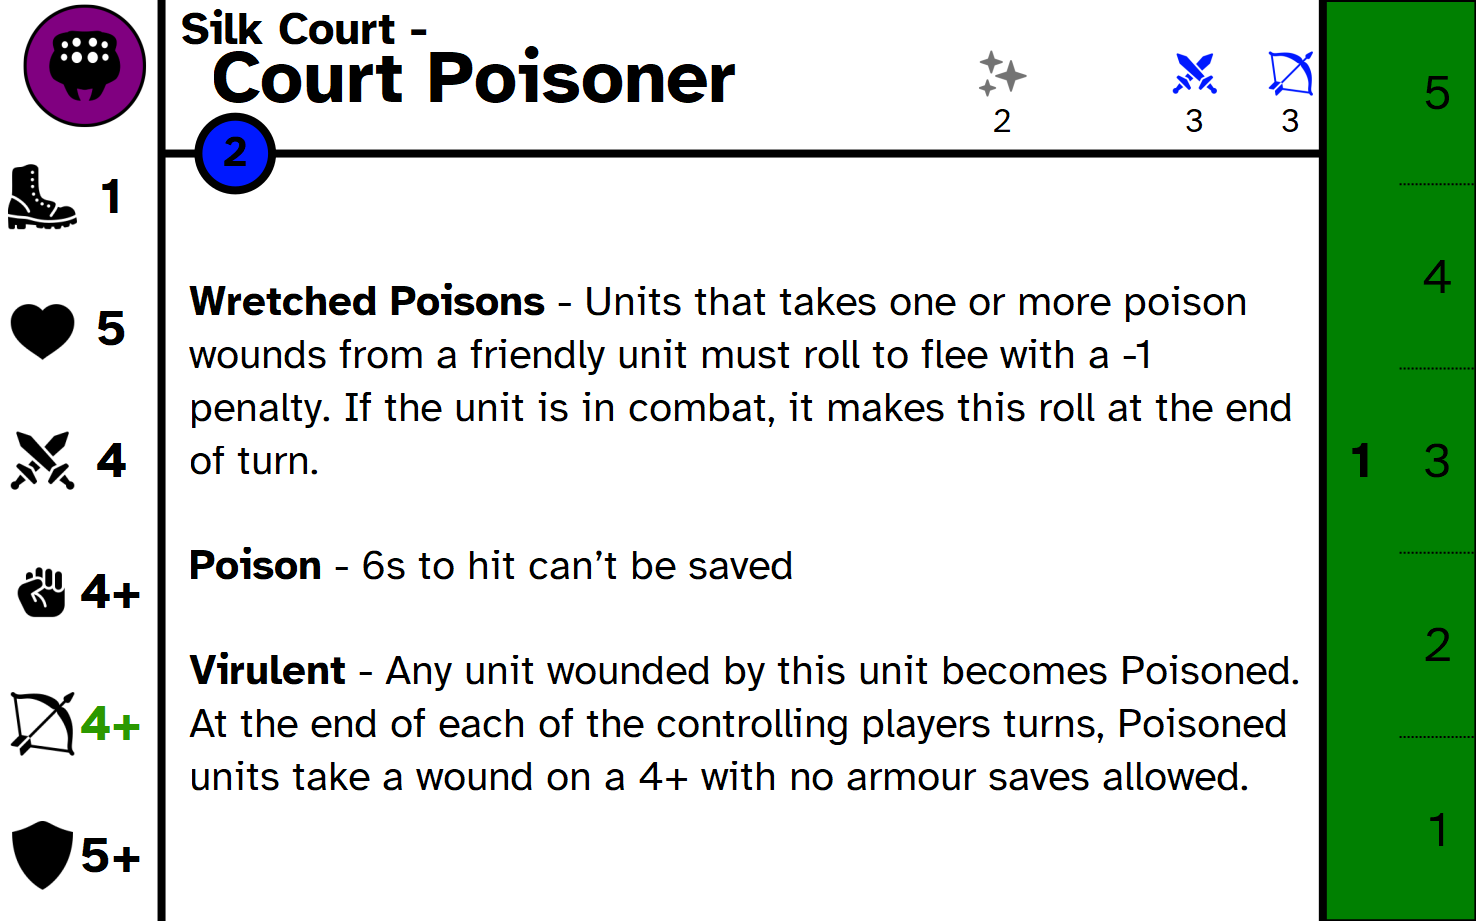 Silk Court -
Court Poisoner
2
3
3
2
1
5
4
4+
4+
5+
Wretched Poisons - Units that takes one or more poison
wounds from a friendly unit must roll to flee with a -1
penalty. If the unit is in combat, it makes this roll at the end
of turn.
Poison - 6s to hit can’t be saved
Virulent - Any unit wounded by this unit becomes Poisoned.
At the end of each of the controlling players turns, Poisoned
units take a wound on a 4+ with no armour saves allowed.
5
4
1 3
2
1